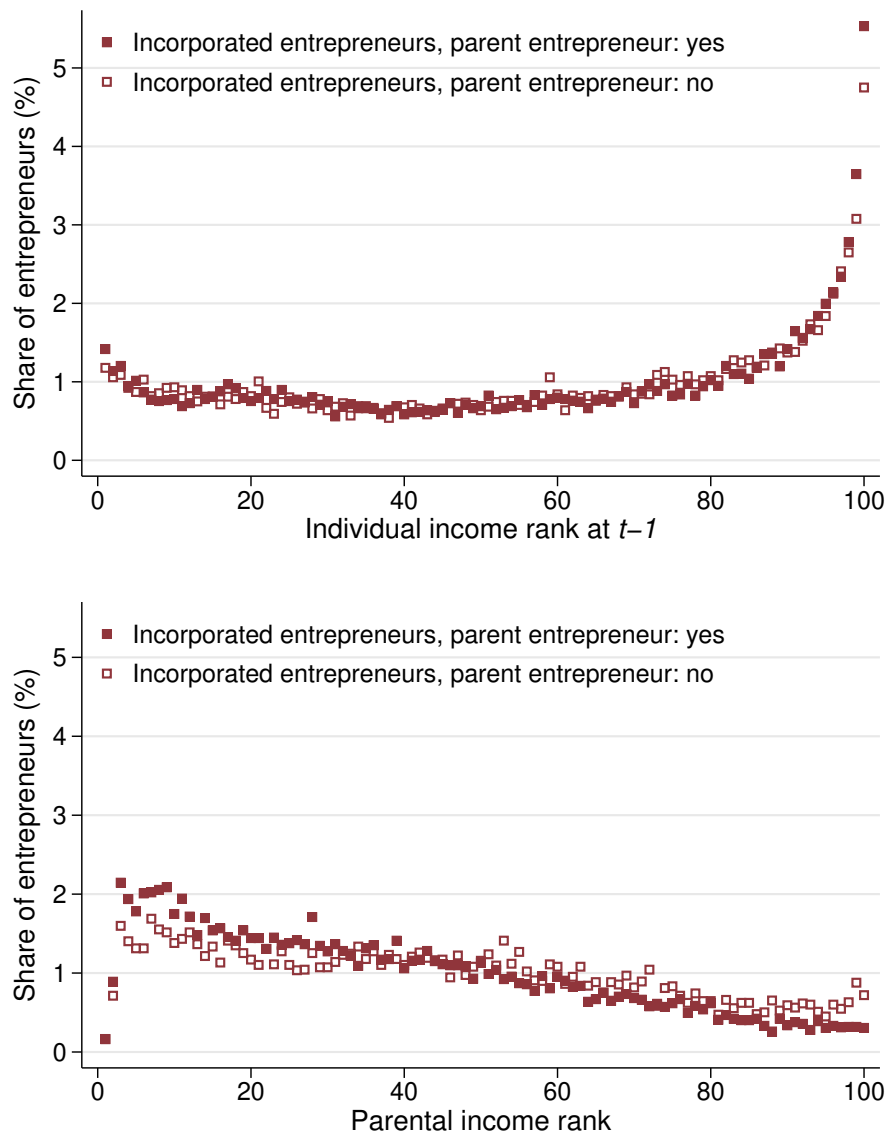 Incorporated entrepreneurs, parent entrepreneur: yes
Incorporated entrepreneurs, parent entrepreneur: no
Share of entrepreneurs (%)
5
4
3
2
1
0
0 20 40 60 80 100
Individual income rank at t−1
Incorporated entrepreneurs, parent entrepreneur: yes
Incorporated entrepreneurs, parent entrepreneur: no
Share of entrepreneurs (%)
5
4
3
2
1
0
0 20 40 60 80 100
Parental income rank